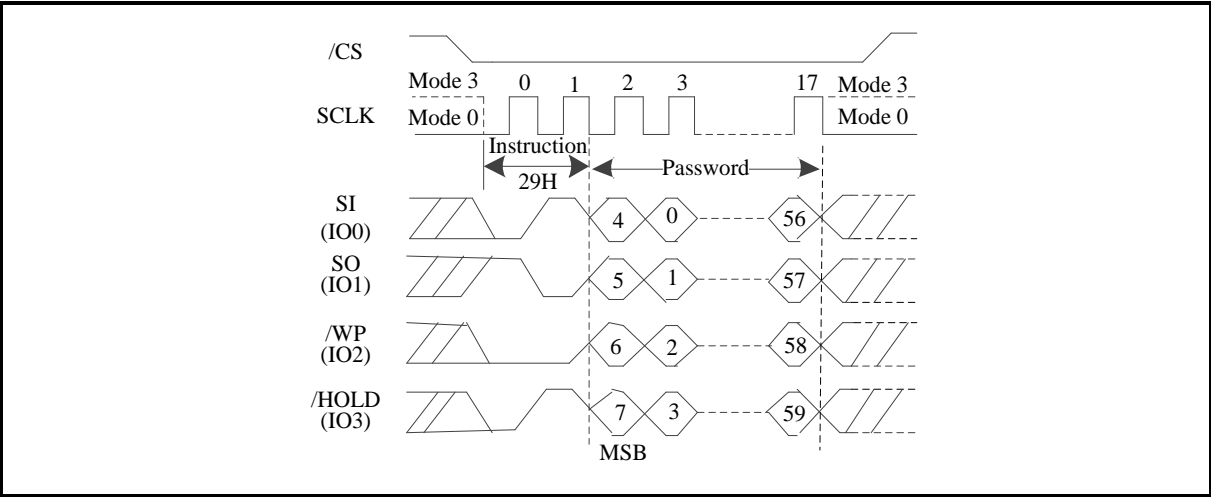 /CS
Mode 3 0 1 2 3 17 Mode 3
SCLK Mode 0 Mode 0
Instruction
Password
29H
SI
(IO0)
4 0 56
SO
(IO1)
5 1 57
/WP
(IO2)
6 2 58
/HOLD
(IO3)
7 3 59
MSB